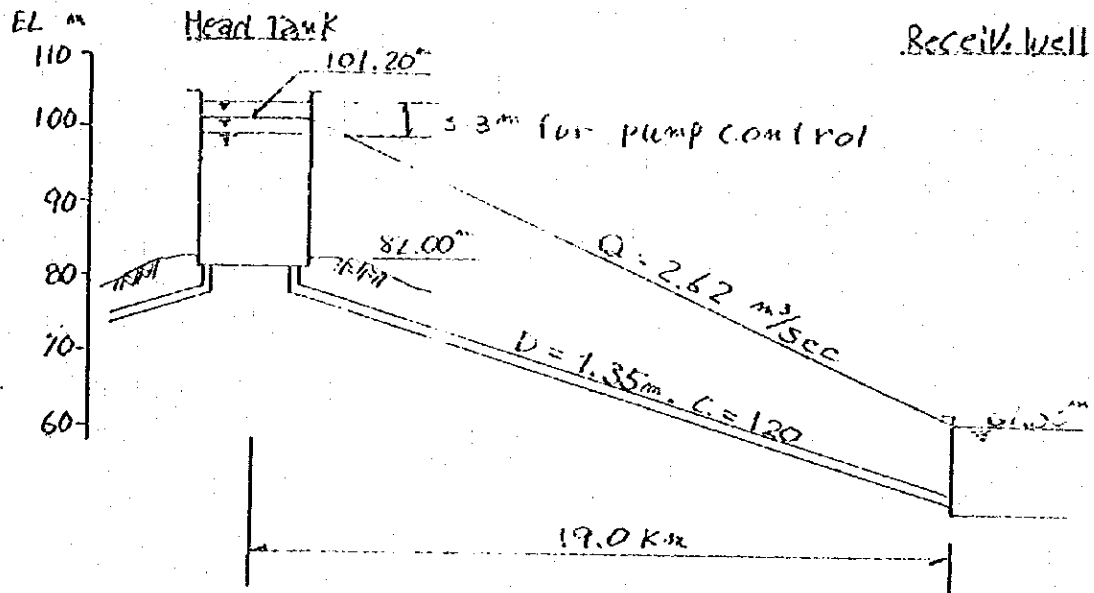 EL m
Head Tank
Receiv. well
110
101.20m
100
3.3m for pump control
90
82.00m
80
Q = 2.62 m³/sec
70
D = 1.35m. C = 120
60
19.0 Km